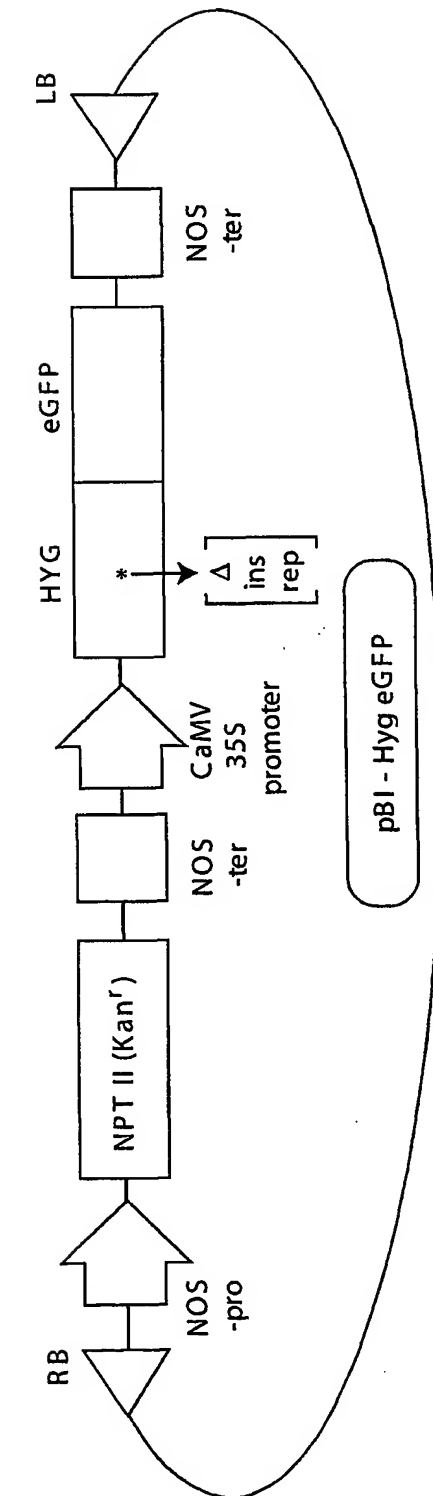 RB
NOS
-pro
NPT II (Kanʳ)
NOS
-ter
CaMV
35S
promoter
HYG
*
Δ
ins
rep
eGFP
NOS
-ter
LB
pBI - Hyg eGFP